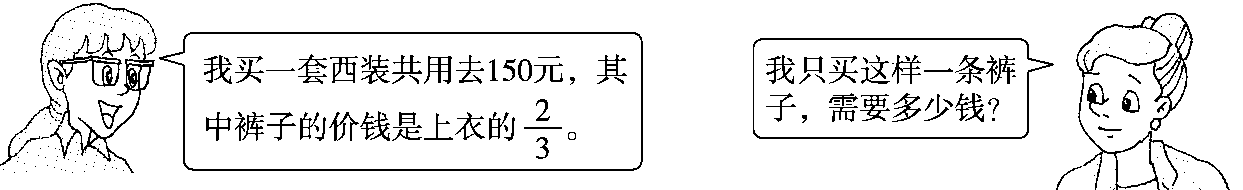 我买一套西装共用去150元，其
中裤子的价钱是上衣的2/3。
我只买这样一条裤
子，需要多少钱？